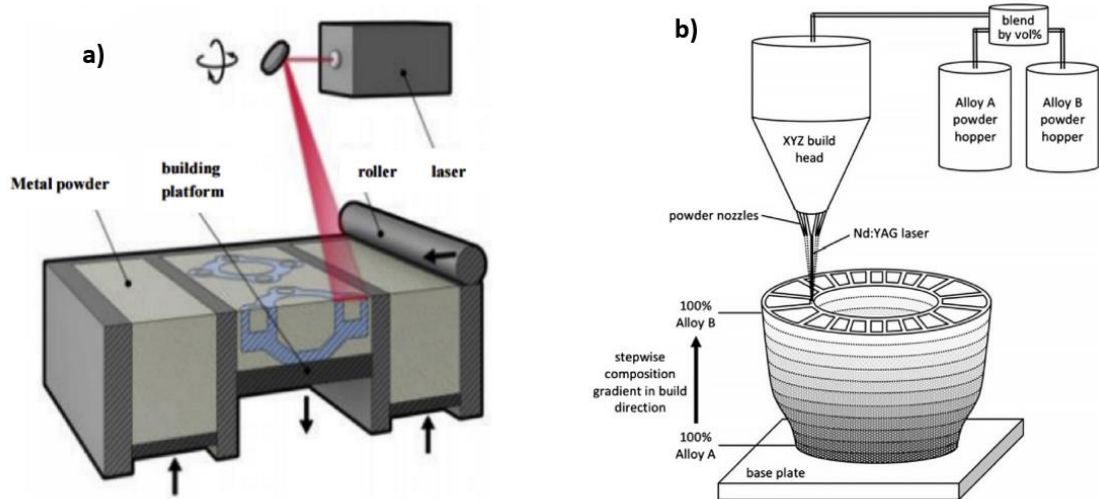 a)
laser
roller
building
platform
Metal powder
b)
blend
by vol%
Alloy A
powder
hopper
Alloy B
powder
hopper
XYZ build
head
powder nozzles
Nd:YAG laser
100%
Alloy B
stepwise
composition
gradient in build
direction
100%
Alloy A
base plate